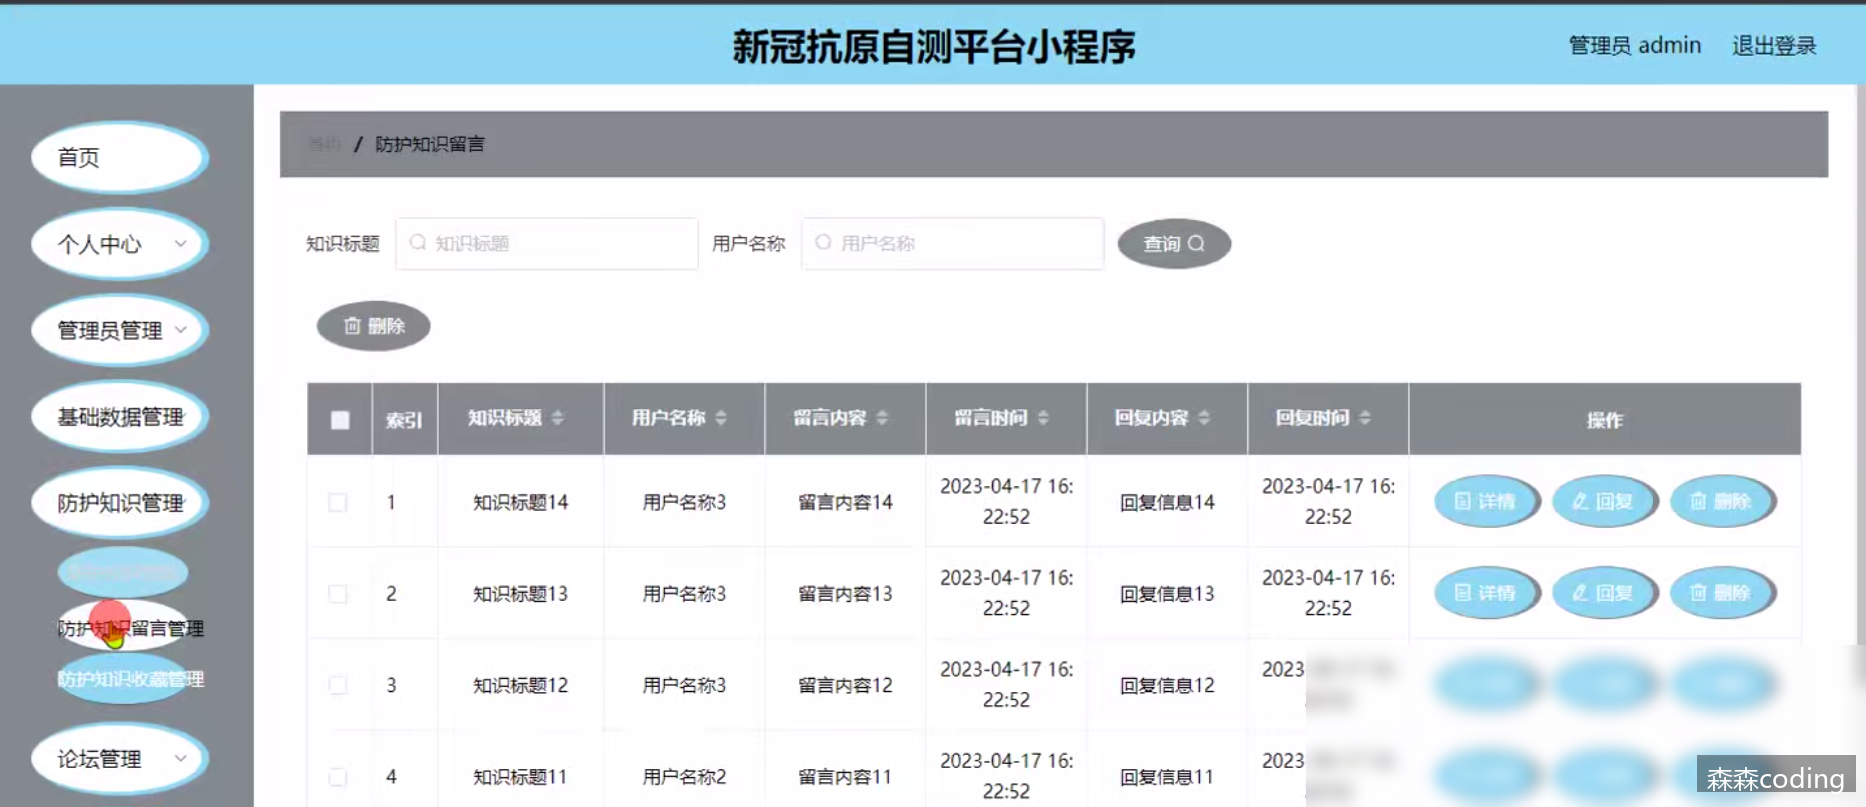 新冠抗原自测平台小程序
管理员 admin 退出登录
首页 / 防护知识留言
首页
个人中心
管理员管理
基础数据管理
防护知识管理
防护知识留言管理
防护知识收藏管理
论坛管理
知识标题 知识标题 用户名称 用户名称 查询
删除
索引 知识标题 用户名称 留言内容 留言时间 回复内容 回复时间 操作
1 知识标题14 用户名称3 留言内容14 2023-04-17 16:22:52 回复信息14 2023-04-17 16:22:52 详情 回复 删除
2 知识标题13 用户名称3 留言内容13 2023-04-17 16:22:52 回复信息13 2023-04-17 16:22:52 详情 回复 删除
3 知识标题12 用户名称3 留言内容12 2023-04-17 16:22:52 回复信息12 2023
4 知识标题11 用户名称2 留言内容11 2023-04-17 16:22:52 回复信息11 2023
森森coding